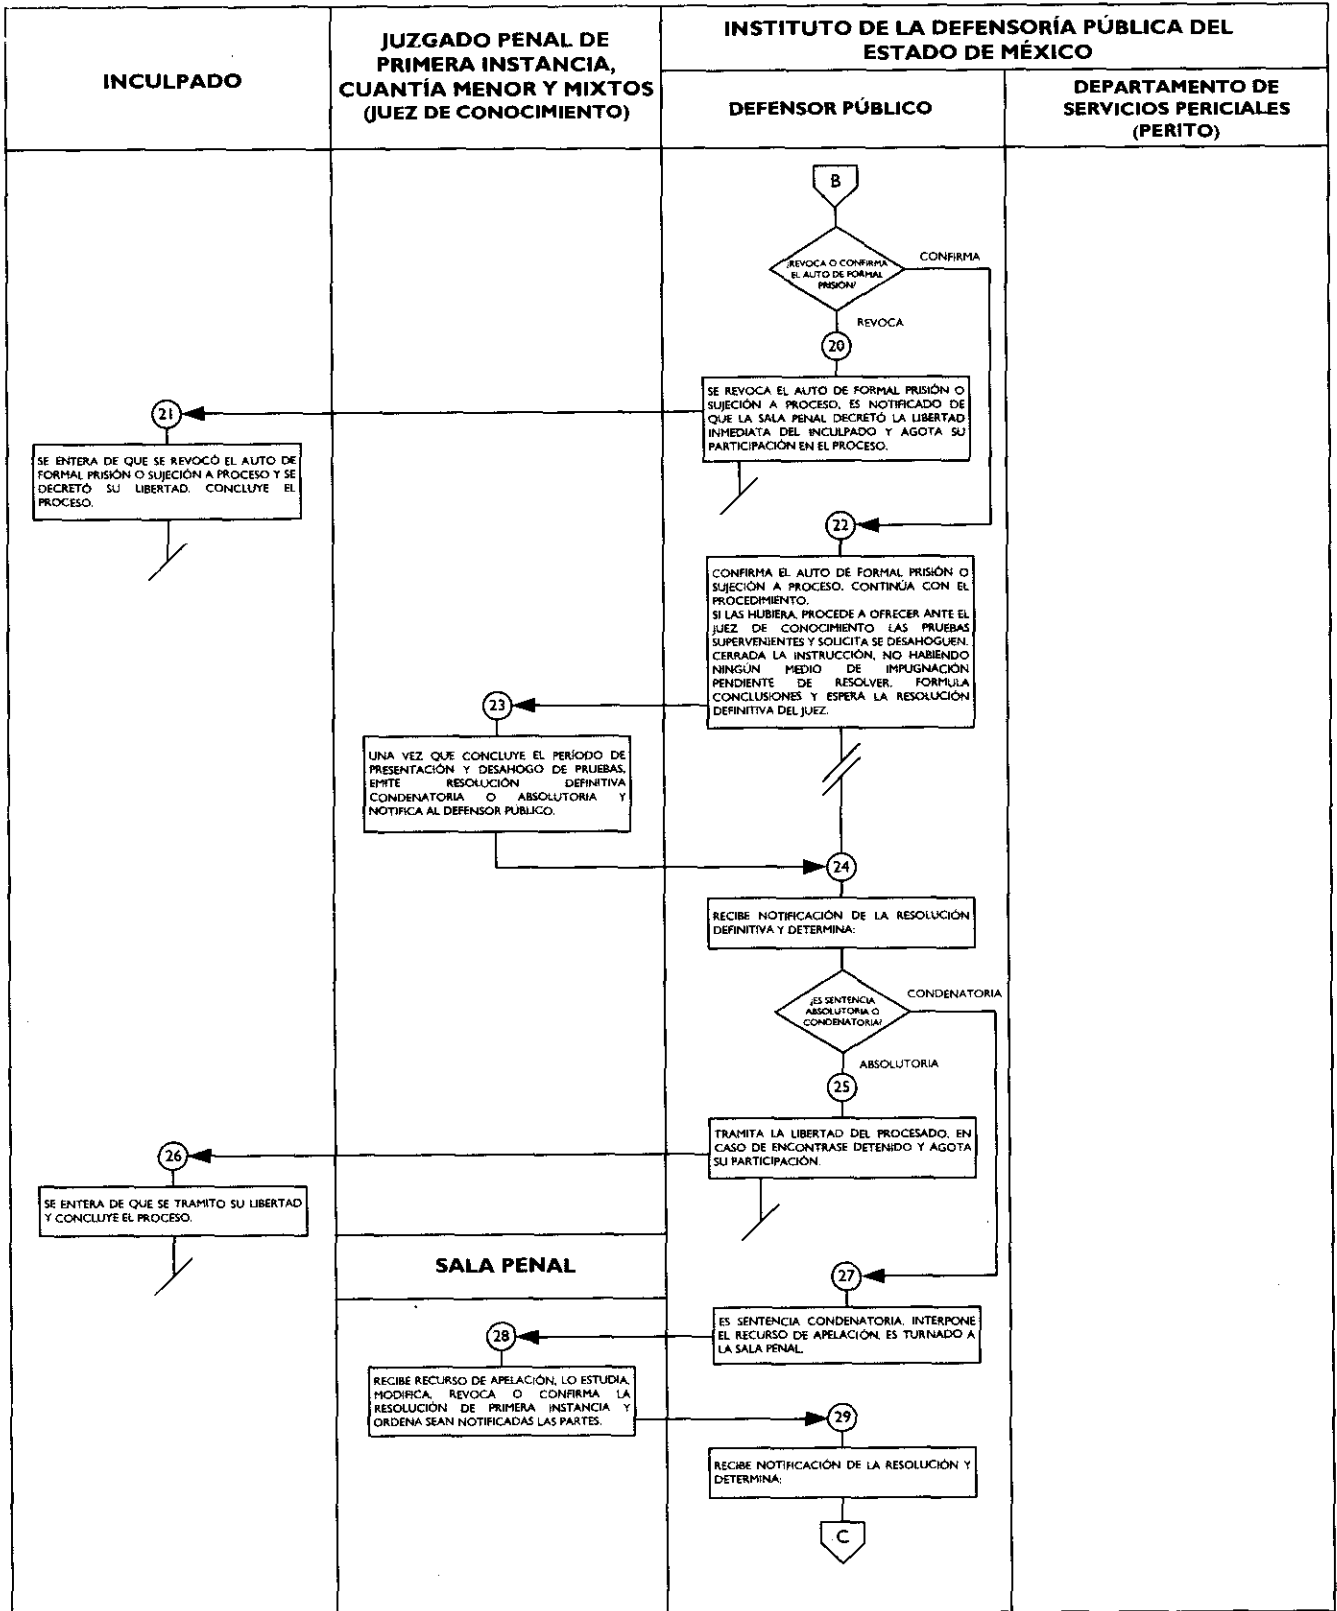 INCULPADO
JUZGADO PENAL DE
PRIMERA INSTANCIA,
CUANTÍA MENOR Y MIXTOS
(JUEZ DE CONOCIMIENTO)
INSTITUTO DE LA DEFENSORÍA PÚBLICA DEL
ESTADO DE MÉXICO
DEFENSOR PÚBLICO
DEPARTAMENTO DE
SERVICIOS PERICIALES
(PERITO)
B
¿REVOCA O CONFIRMA
EL AUTO DE FORMAL
PRISIÓN?
CONFIRMA
REVOCA
20
SE REVOCA EL AUTO DE FORMAL PRISIÓN O
SUJECIÓN A PROCESO, ES NOTIFICADO DE
QUE LA SALA PENAL DECRETÓ LA LIBERTAD
INMEDIATA DEL INCULPADO Y AGOTA SU
PARTICIPACIÓN EN EL PROCESO.
21
SE ENTERA DE QUE SE REVOCÓ EL AUTO DE
FORMAL PRISIÓN O SUJECIÓN A PROCESO Y SE
DECRETÓ SU LIBERTAD. CONCLUYE EL
PROCESO.
22
CONFIRMA EL AUTO DE FORMAL PRISIÓN O
SUJECIÓN A PROCESO. CONTINÚA CON EL
PROCEDIMIENTO.
SI LAS HUBIERA, PROCEDE A OFRECER ANTE EL
JUEZ DE CONOCIMIENTO LAS PRUEBAS
SUPERVENIENTES Y SOLICITA SE DESAHOGUEN.
CERRADA LA INSTRUCCIÓN, NO HABIENDO
NINGÚN MEDIO DE IMPUGNACIÓN
PENDIENTE DE RESOLVER, FORMULA
CONCLUSIONES Y ESPERA LA RESOLUCIÓN
DEFINITIVA DEL JUEZ.
23
UNA VEZ QUE CONCLUYE EL PERÍODO DE
PRESENTACIÓN Y DESAHOGO DE PRUEBAS,
EMITE RESOLUCIÓN DEFINITIVA
CONDENATORIA O ABSOLUTORIA Y
NOTIFICA AL DEFENSOR PÚBLICO.
24
RECIBE NOTIFICACIÓN DE LA RESOLUCIÓN
DEFINITIVA Y DETERMINA:
¿ES SENTENCIA
ABSOLUTORIA O
CONDENATORIA?
CONDENATORIA
ABSOLUTORIA
25
TRAMITA LA LIBERTAD DEL PROCESADO, EN
CASO DE ENCONTRASE DETENIDO Y AGOTA
SU PARTICIPACIÓN.
26
SE ENTERA DE QUE SE TRAMITO SU LIBERTAD
Y CONCLUYE EL PROCESO.
SALA PENAL
27
ES SENTENCIA CONDENATORIA, INTERPONE
EL RECURSO DE APELACIÓN, ES TURNADO A
LA SALA PENAL.
28
RECIBE RECURSO DE APELACIÓN, LO ESTUDIA,
MODIFICA, REVOCA O CONFIRMA LA
RESOLUCIÓN DE PRIMERA INSTANCIA Y
ORDENA SEAN NOTIFICADAS LAS PARTES.
29
RECIBE NOTIFICACIÓN DE LA RESOLUCIÓN Y
DETERMINA:
C